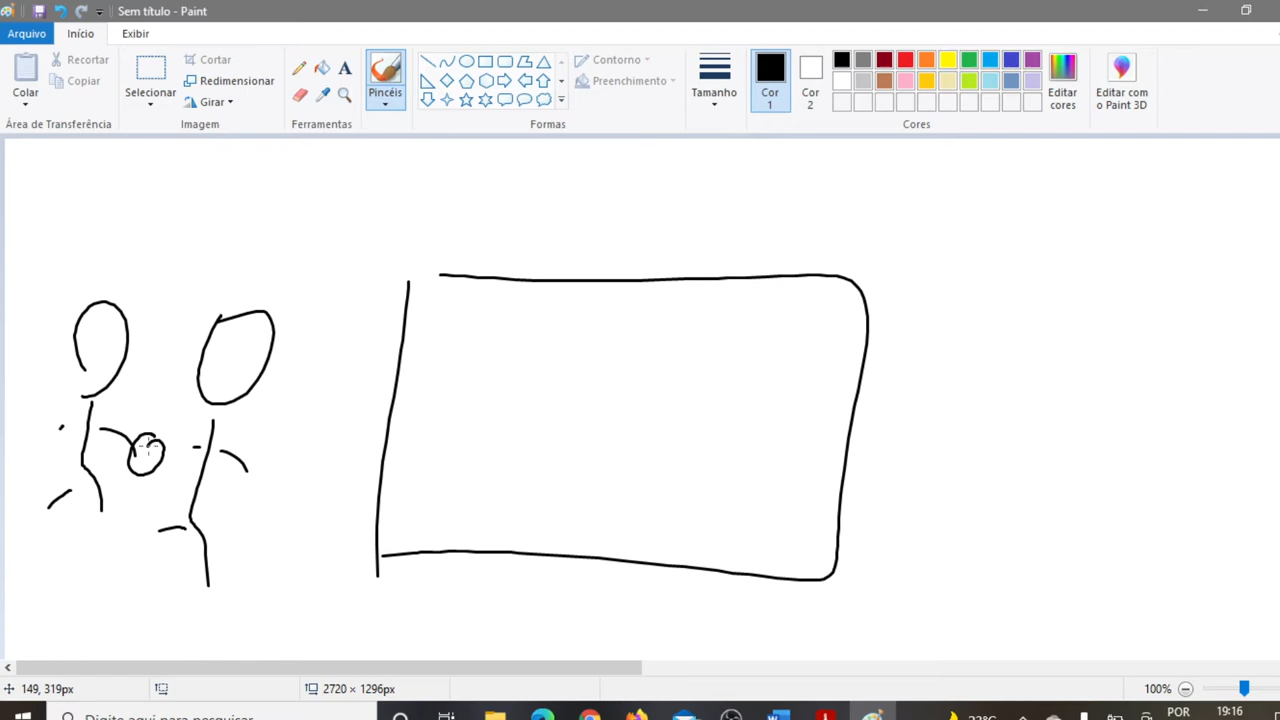 Sem título - Paint
Arquivo Início Exibir
Colar
Recortar
Copiar
Área de Transferência
Selecionar
Cortar
Redimensionar
Girar
Imagem
A
Ferramentas
Pincéis
Contorno
Preenchimento
Formas
Tamanho
Cor 1
Cor 2
Cores
Editar cores
Editar com o Paint 3D
149, 319px
2720 × 1296px
100%
Digite aqui para pesquisar
22°C
POR
19:16